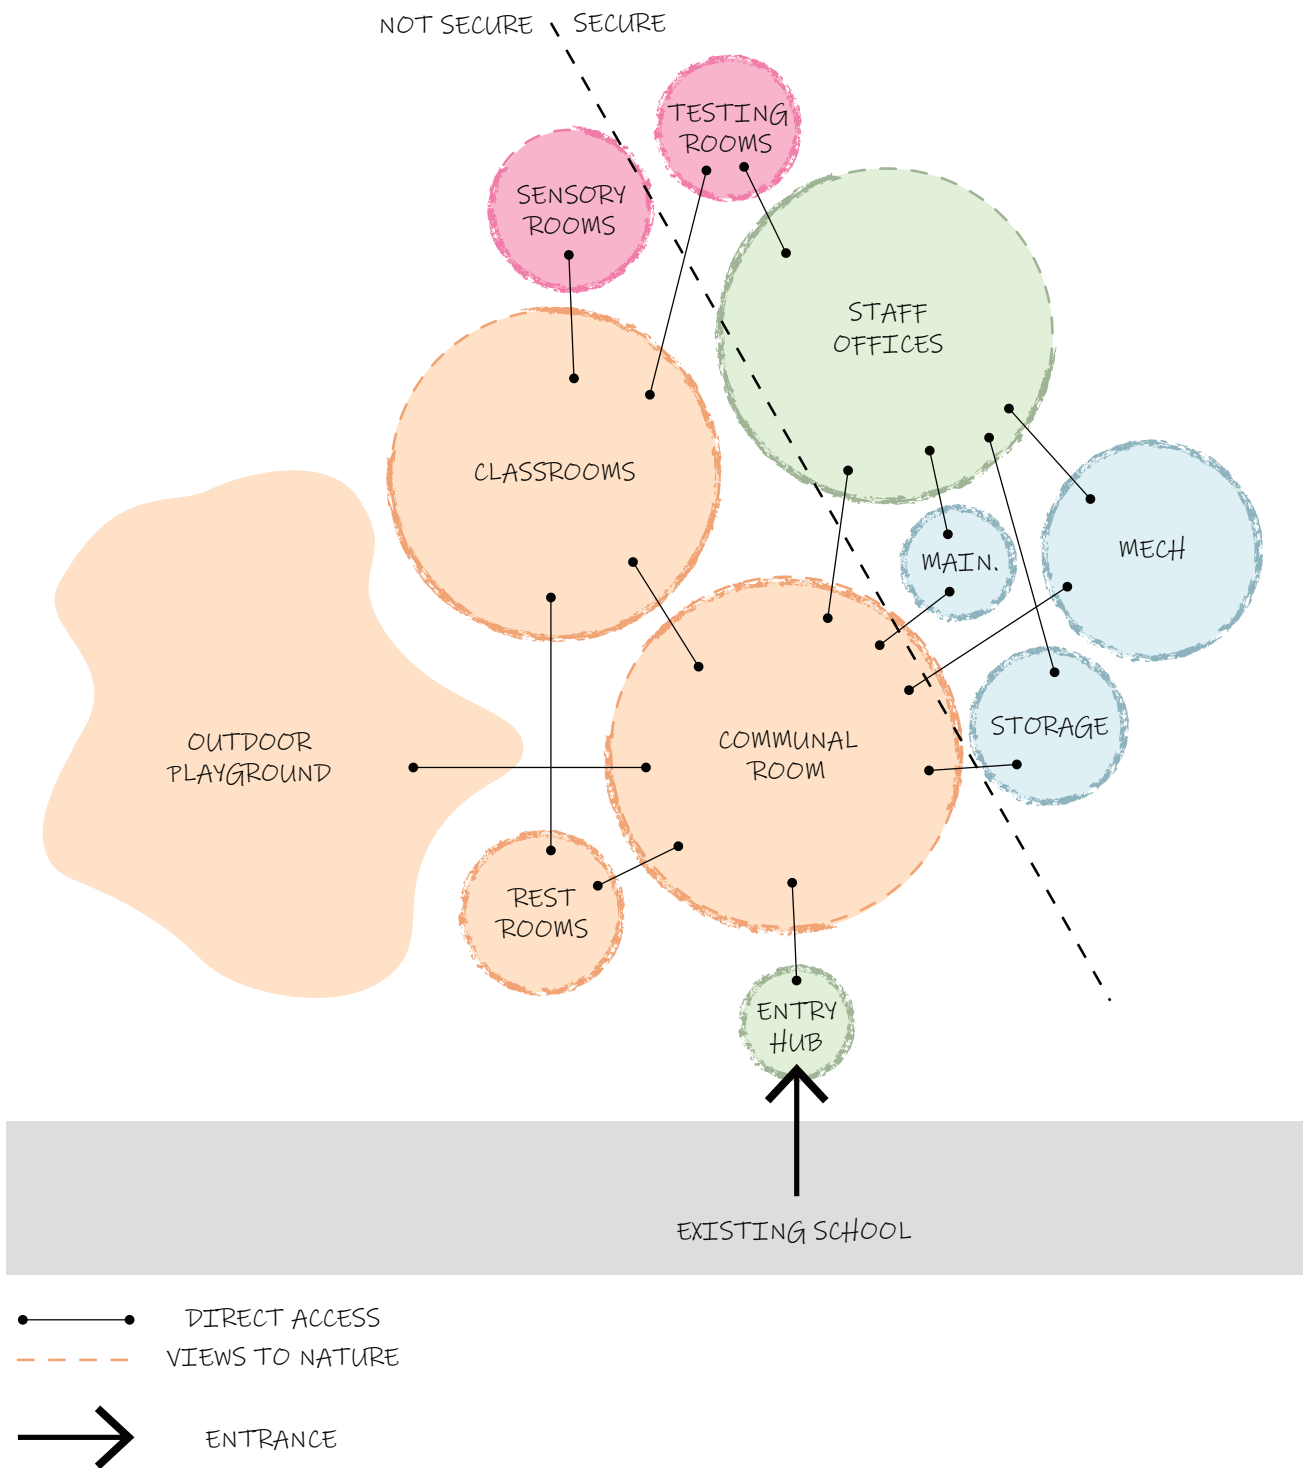 NOT SECURE
SECURE
TESTING
ROOMS
SENSORY
ROOMS
STAFF
OFFICES
CLASSROOMS
MECH
MAIN.
STORAGE
COMMUNAL
ROOM
OUTDOOR
PLAYGROUND
REST
ROOMS
ENTRY
HUB
EXISTING SCHOOL
DIRECT ACCESS
VIEWS TO NATURE
ENTRANCE